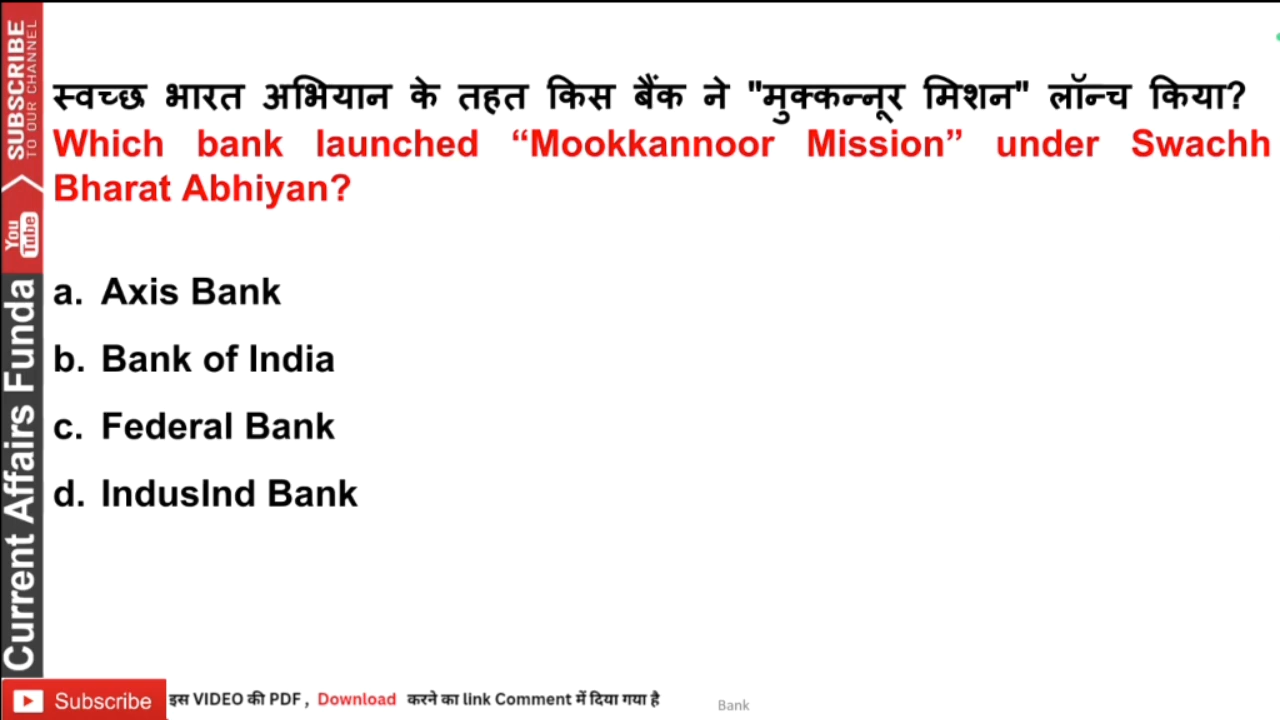 स्वच्छ भारत अभियान के तहत किस बैंक ने "मुक्कन्नूर मिशन" लॉन्च किया?
Which bank launched “Mookkannoor Mission” under Swachh
Bharat Abhiyan?
a. Axis Bank
b. Bank of India
c. Federal Bank
d. IndusInd Bank
SUBSCRIBE
TO OUR CHANNEL
You Tube
Current Affairs Funda
Subscribe इस VIDEO की PDF , Download करने का link Comment में दिया गया है
Bank